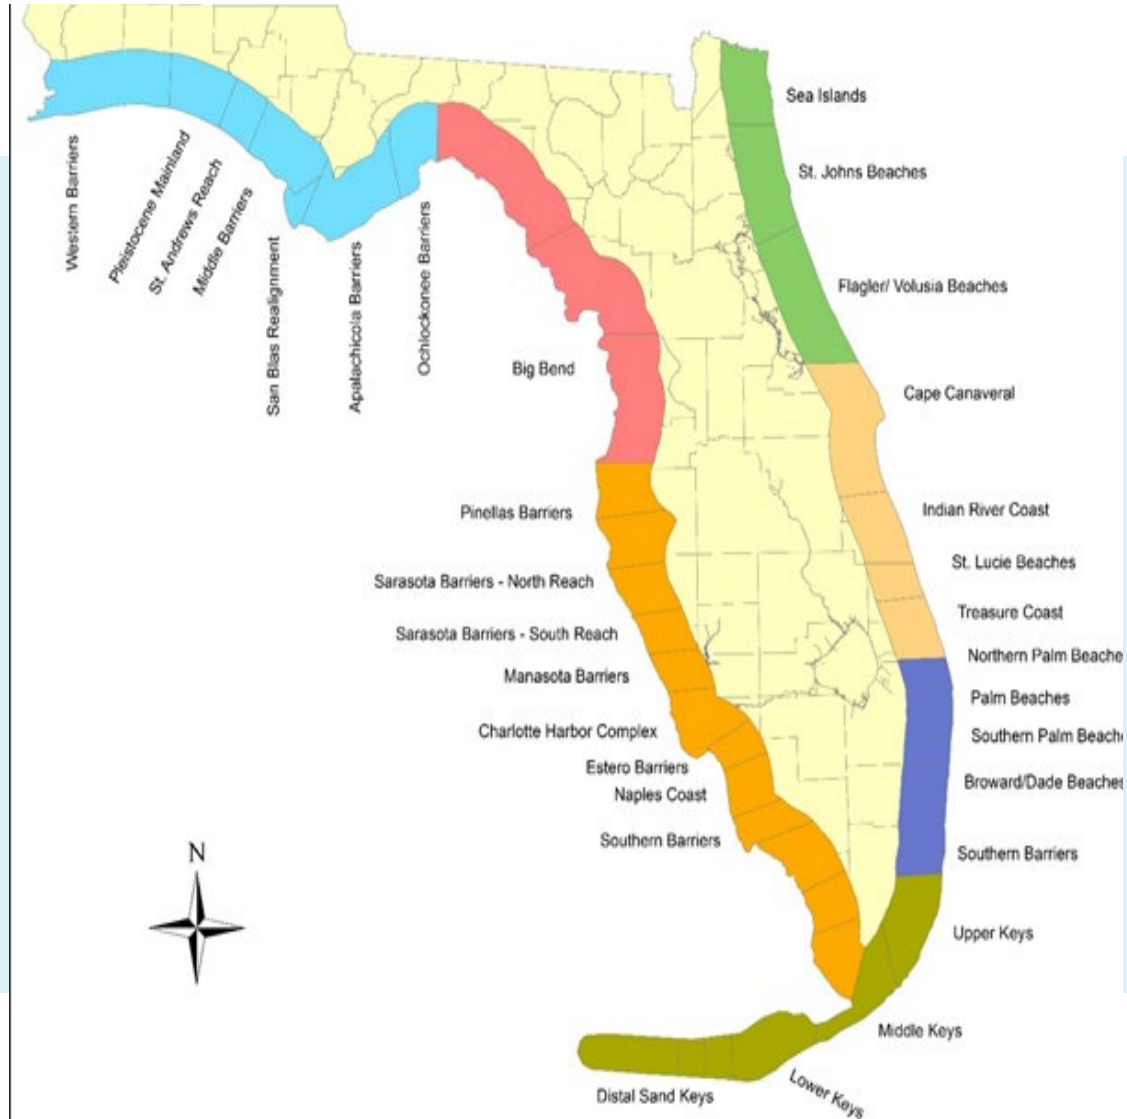 Sea Islands
St. Johns Beaches
Flagler/ Volusia Beaches
Cape Canaveral
Indian River Coast
St. Lucie Beaches
Treasure Coast
Northern Palm Beache
Palm Beaches
Southern Palm Beach
Broward/Dade Beaches
Southern Barriers
Upper Keys
Middle Keys
Lower Keys
Distal Sand Keys
Western Barriers
Pleistocene Mainland
St. Andrews Reach
Middle Barriers
San Blas Realignment
Apalachicola Barriers
Ochlockonee Barriers
Big Bend
Pinellas Barriers
Sarasota Barriers - North Reach
Sarasota Barriers - South Reach
Manasota Barriers
Charlotte Harbor Complex
Estero Barriers
Naples Coast
Southern Barriers
N